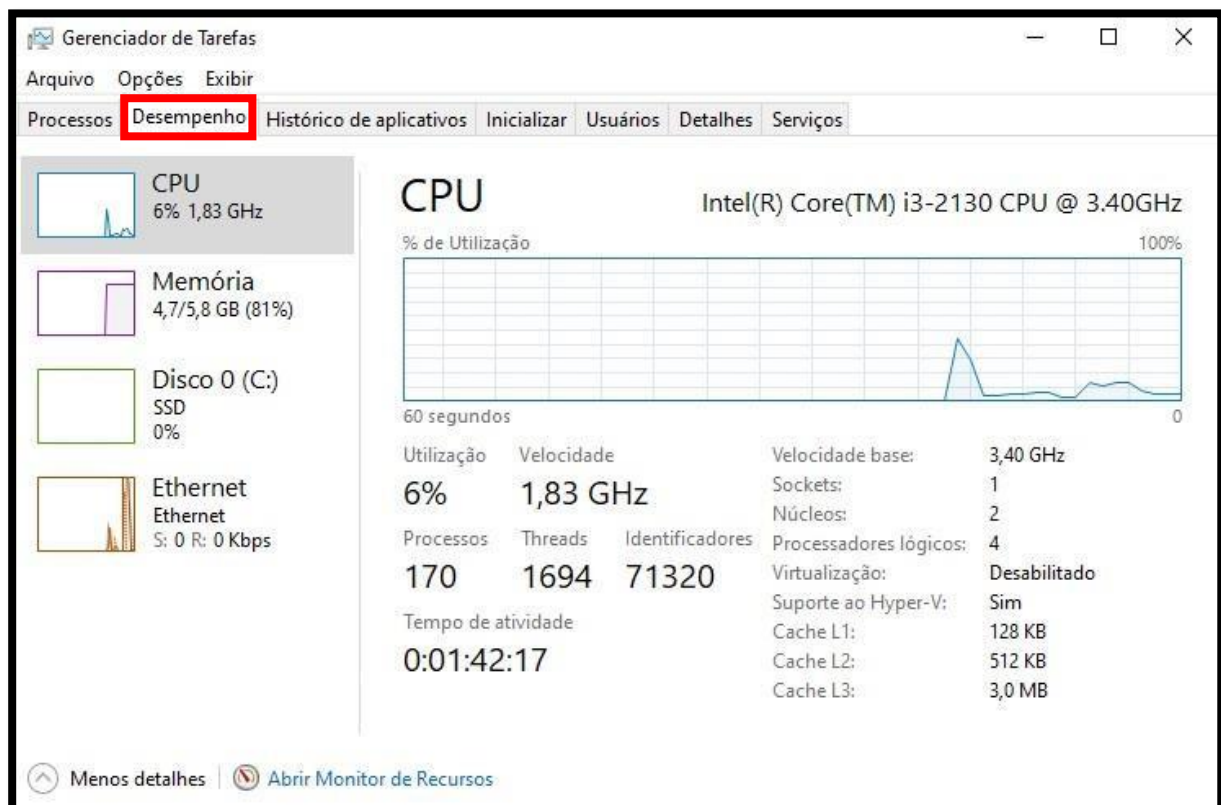 Gerenciador de Tarefas
Arquivo Opções Exibir
Processos Desempenho Histórico de aplicativos Inicializar Usuários Detalhes Serviços
CPU
6% 1,83 GHz
Memória
4,7/5,8 GB (81%)
Disco 0 (C:)
SSD
0%
Ethernet
Ethernet
S: 0 R: 0 Kbps
CPU Intel(R) Core(TM) i3-2130 CPU @ 3.40GHz
% de Utilização 100%
60 segundos 0
Utilização Velocidade
6% 1,83 GHz
Processos Threads Identificadores
170 1694 71320
Tempo de atividade
0:01:42:17
Velocidade base: 3,40 GHz
Sockets: 1
Núcleos: 2
Processadores lógicos: 4
Virtualização: Desabilitado
Suporte ao Hyper-V: Sim
Cache L1: 128 KB
Cache L2: 512 KB
Cache L3: 3,0 MB
Menos detalhes Abrir Monitor de Recursos